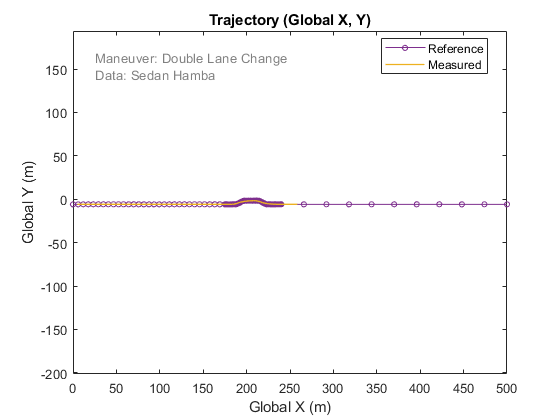 Trajectory (Global X, Y)
Maneuver: Double Lane Change
Data: Sedan Hamba
Reference
Measured
150
100
50
0
-50
-100
-150
-200
Global Y (m)
0 50 100 150 200 250 300 350 400 450 500
Global X (m)